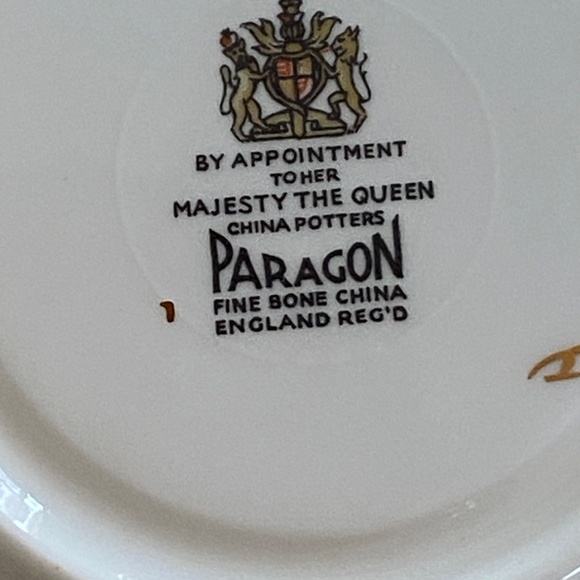 BY APPOINTMENT
TO HER
MAJESTY THE QUEEN
CHINA POTTERS
PARAGON
FINE BONE CHINA
ENGLAND REG'D